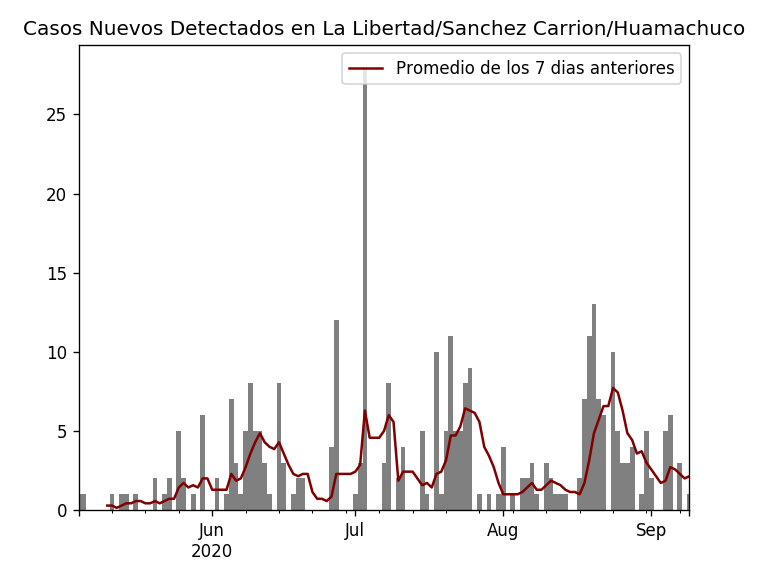 Casos Nuevos Detectados en La Libertad/Sanchez Carrion/Huamachuco
Promedio de los 7 dias anteriores
25
20
15
10
5
0
Jun
2020
Jul
Aug
Sep